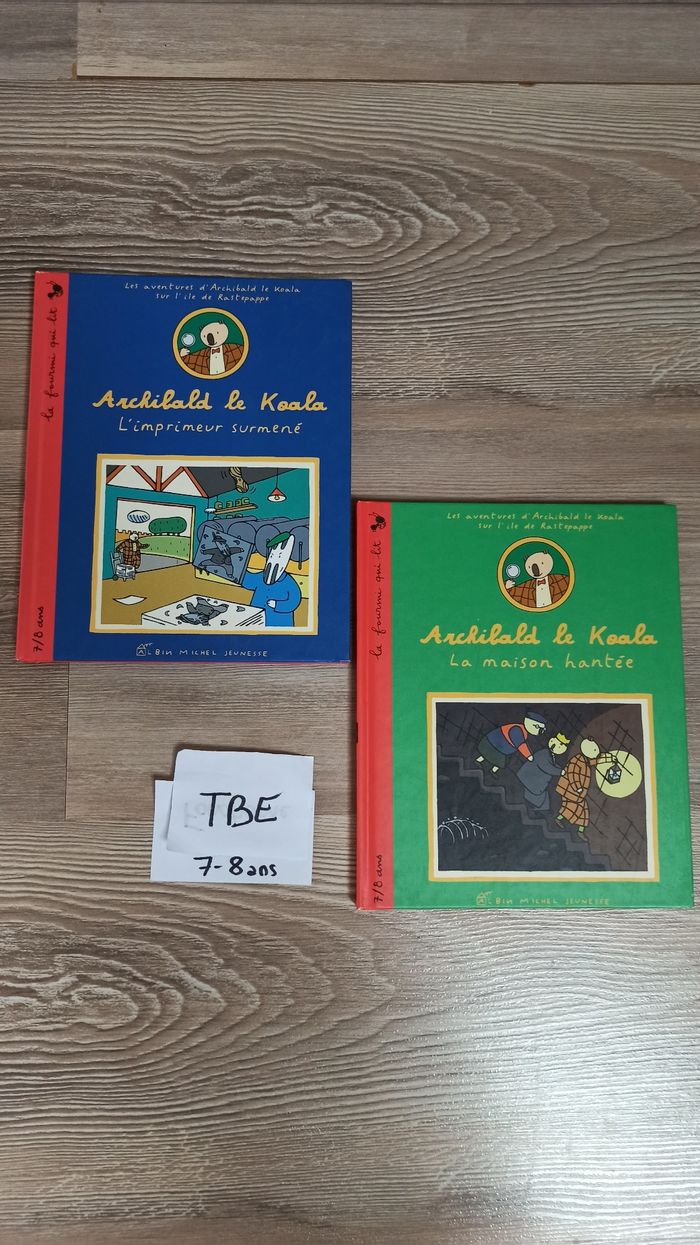 la fourmi qui lit
7/8 ans
Les aventures d'Archibald le Koala
sur l'île de Rastepappe
Archibald le Koala
L'imprimeur surmené
ALBIN MICHEL JEUNESSE
la fourmi qui lit
7/8 ans
Les aventures d'Archibald le Koala
sur l'île de Rastepappe
Archibald le Koala
La maison hantée
ALBIN MICHEL JEUNESSE
TBE
7-8 ans